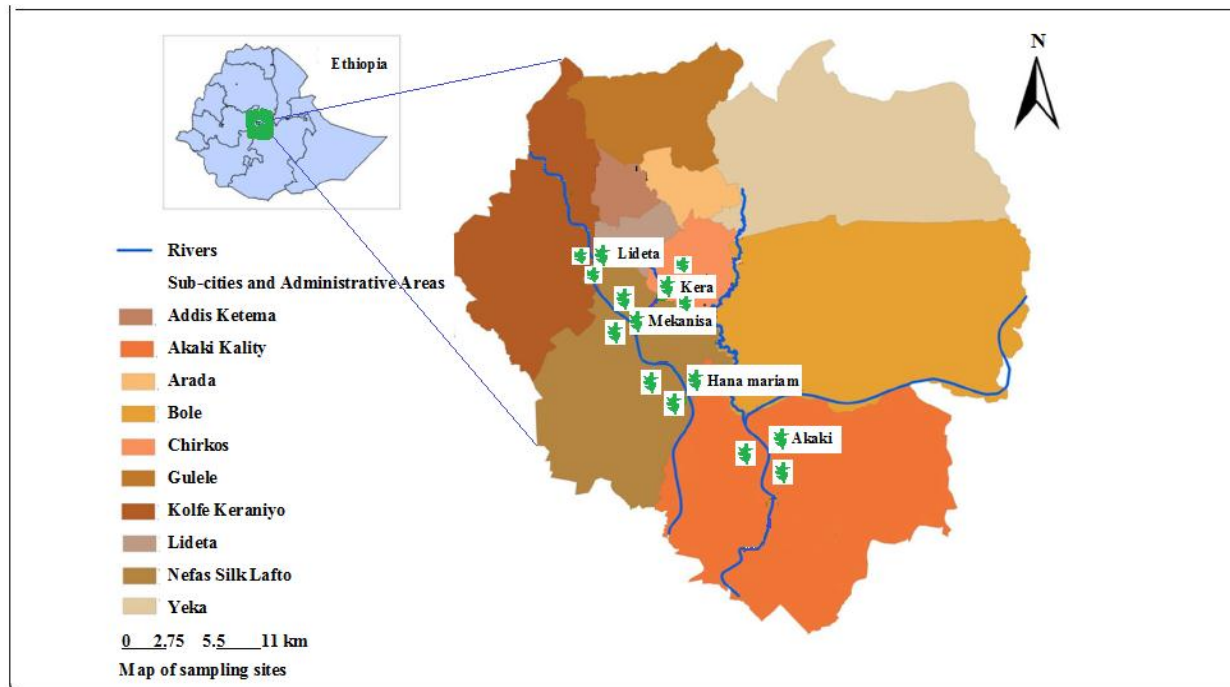 Ethiopia
N
Rivers
Sub-cities and Administrative Areas
Addis Ketema
Akaki Kality
Arada
Bole
Chirkos
Gulele
Kolfe Keraniyo
Lideta
Nefas Silk Lafto
Yeka
0 2.75 5.5 11 km
Map of sampling sites
Lideta
Kera
Mekanisa
Hana mariam
Akaki